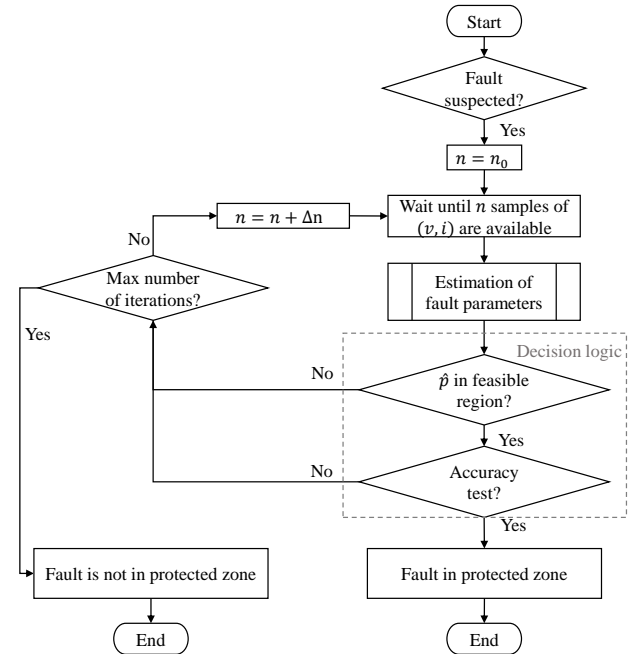 Start
Fault
suspected?
Yes
n = n₀
n = n + Δn
Wait until n samples of
(v, i) are available
No
Max number
of iterations?
Estimation of
fault parameters
Yes
Decision logic
No
p̂ in feasible
region?
Yes
No
Accuracy
test?
Yes
Fault is not in protected zone
Fault in protected zone
End
End